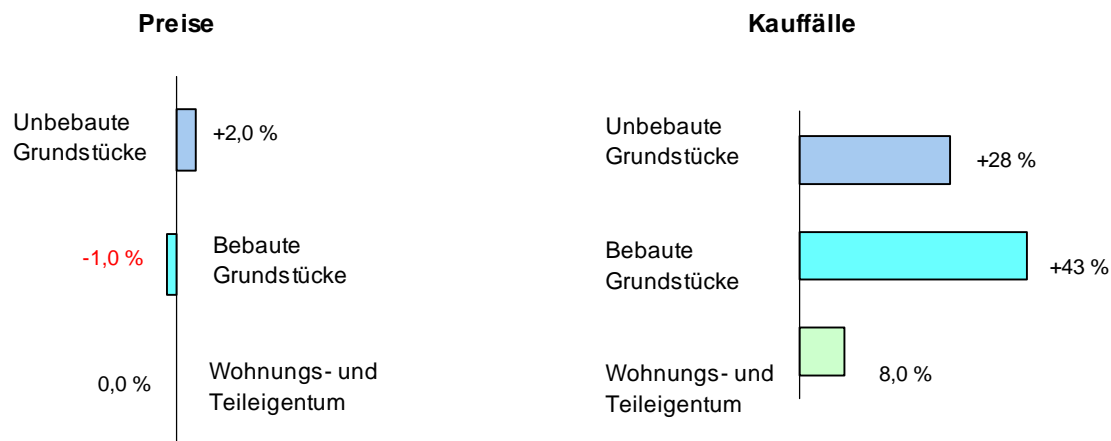 Preise
Unbebaute
Grundstücke
+2,0 %
-1,0 %
Bebaute
Grundstücke
0,0 %
Wohnungs- und
Teileigentum
Kauffälle
Unbebaute
Grundstücke
+28 %
Bebaute
Grundstücke
+43 %
Wohnungs- und
Teileigentum
8,0 %